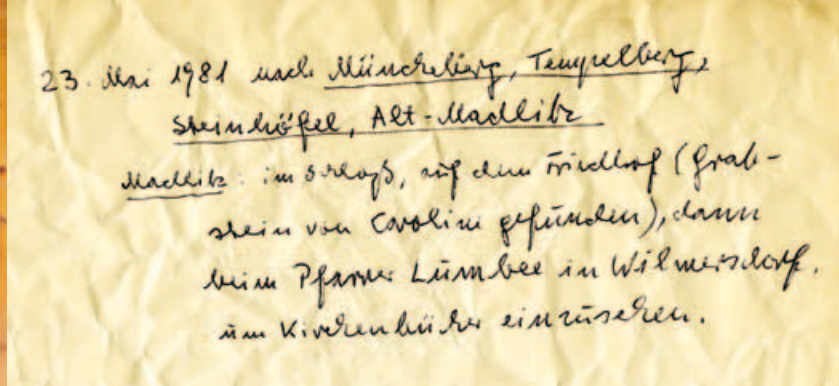 23. Mai 1981 nach Müncheberg, Tempelberg,
Steinhöfel, Alt-Madlitz
Madlitz: im Schloß, auf dem Friedhof (Grab-
stein von Caroline gefunden), dann
beim Pfarrer Lümbee in Wilmersdorf,
um Kirchenbücher einzusehen.